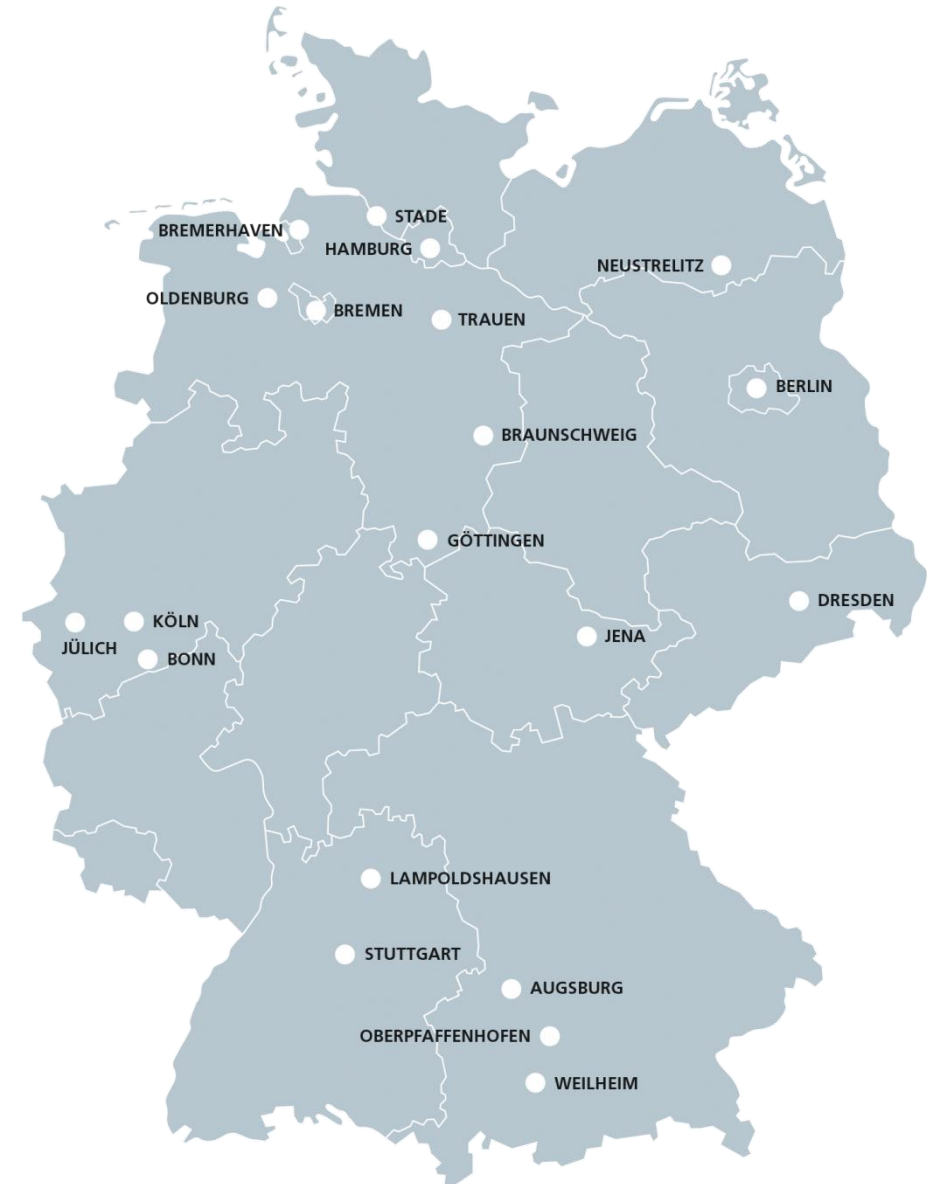 STADE
BREMERHAVEN
HAMBURG
NEUSTRELITZ
OLDENBURG
BREMEN
TRAUEN
BERLIN
BRAUNSCHWEIG
GÖTTINGEN
DRESDEN
KÖLN
JENA
JÜLICH
BONN
LAMPOLDSHAUSEN
STUTTGART
AUGSBURG
OBERPFAFFENHOFEN
WEILHEIM